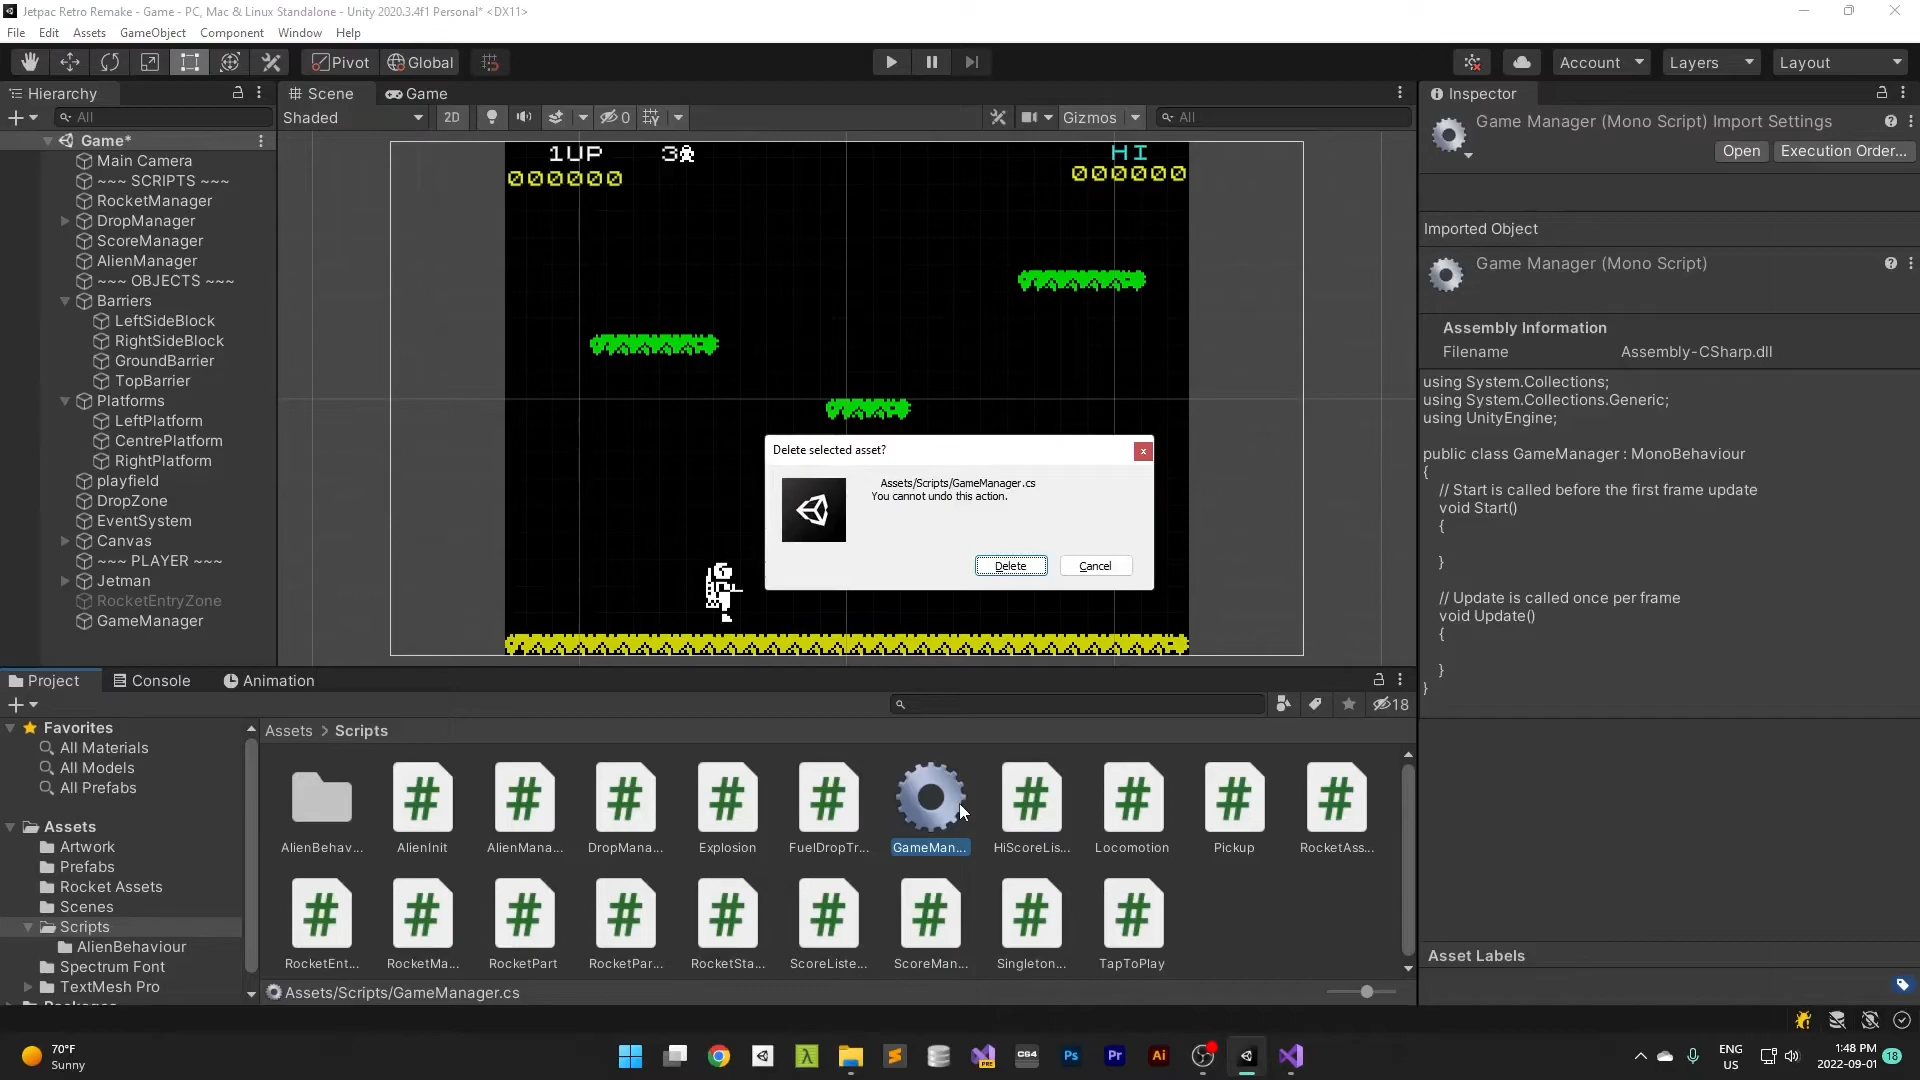 Jetpac Retro Remake - Game - PC, Mac & Linux Standalone - Unity 2020.3.4f1 Personal* <DX11>
File Edit Assets GameObject Component Window Help
Pivot Global Account Layers Layout
Hierarchy
All
Game*
Main Camera
~~~ SCRIPTS ~~~
RocketManager
DropManager
ScoreManager
AlienManager
~~~ OBJECTS ~~~
Barriers
LeftSideBlock
RightSideBlock
GroundBarrier
TopBarrier
Platforms
LeftPlatform
CentrePlatform
RightPlatform
playfield
DropZone
EventSystem
Canvas
~~~ PLAYER ~~~
Jetman
RocketEntryZone
GameManager
Scene Game
Shaded 2D 0 Gizmos All
1UP 3 HI
000000 000000
Delete selected asset?
x
Assets/Scripts/GameManager.cs
You cannot undo this action.
Delete Cancel
Inspector
Game Manager (Mono Script) Import Settings
Open Execution Order...
Imported Object
Game Manager (Mono Script)
Assembly Information
Filename Assembly-CSharp.dll
using System.Collections;
using System.Collections.Generic;
using UnityEngine;
public class GameManager : MonoBehaviour
{
// Start is called before the first frame update
void Start()
{
}
// Update is called once per frame
void Update()
{
}
}
Asset Labels
Project Console Animation
18
Favorites
All Materials
All Models
All Prefabs
Assets
Artwork
Prefabs
Rocket Assets
Scenes
Scripts
AlienBehaviour
Spectrum Font
TextMesh Pro
Assets > Scripts
AlienBehav... AlienInit AlienMana... DropMana... Explosion FuelDropTr... GameMan... HiScoreLis... Locomotion Pickup RocketAss...
RocketEnt... RocketMa... RocketPart RocketPar... RocketSta... ScoreListe... ScoreMan... Singleton... TapToPlay
Assets/Scripts/GameManager.cs
70°F
Sunny
C64 Ps Pr Ai
PRE
ENG
US
1:48 PM
2022-09-01
18